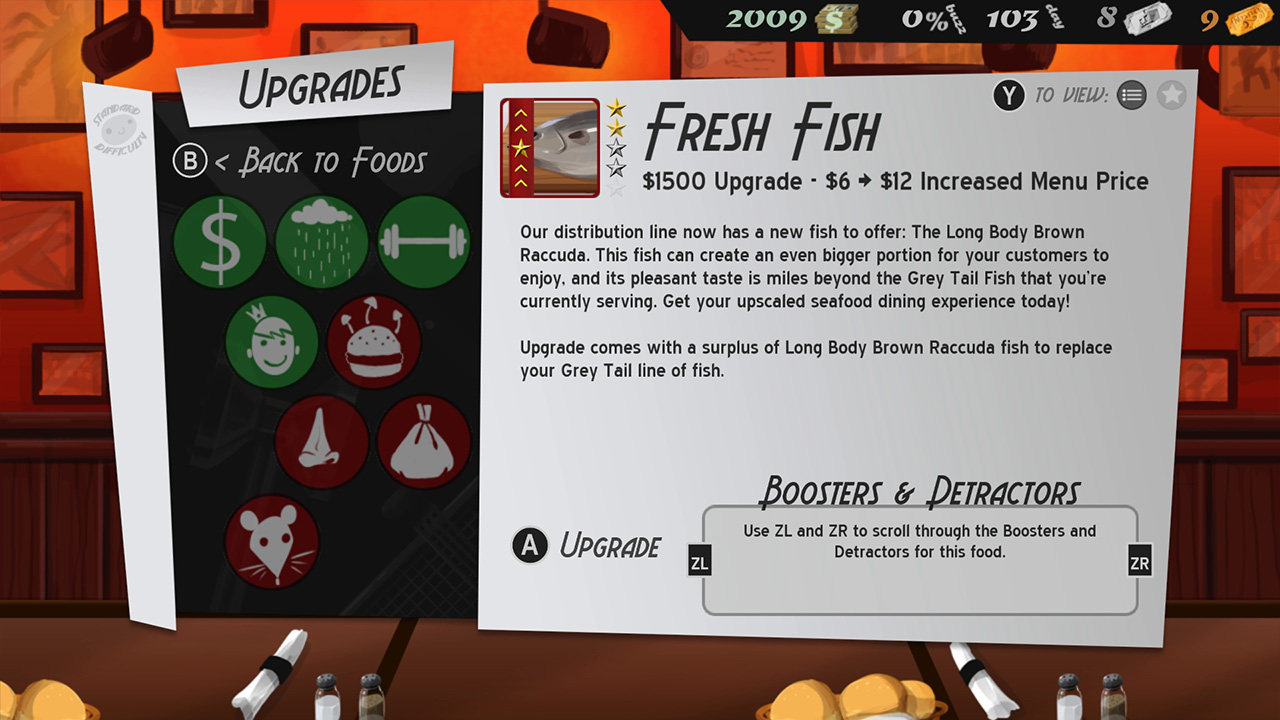 2009 $ 0% buzz 103 day 8 9
UPGRADES
STANDARD
DIFFICULTY
B < BACK TO FOODS
$
Y TO VIEW:
FRESH FISH
$1500 Upgrade - $6 → $12 Increased Menu Price
Our distribution line now has a new fish to offer: The Long Body Brown
Raccuda. This fish can create an even bigger portion for your customers to
enjoy, and its pleasant taste is miles beyond the Grey Tail Fish that you're
currently serving. Get your upscaled seafood dining experience today!
Upgrade comes with a surplus of Long Body Brown Raccuda fish to replace
your Grey Tail line of fish.
A UPGRADE
BOOSTERS & DETRACTORS
Use ZL and ZR to scroll through the Boosters and
Detractors for this food.
ZL
ZR